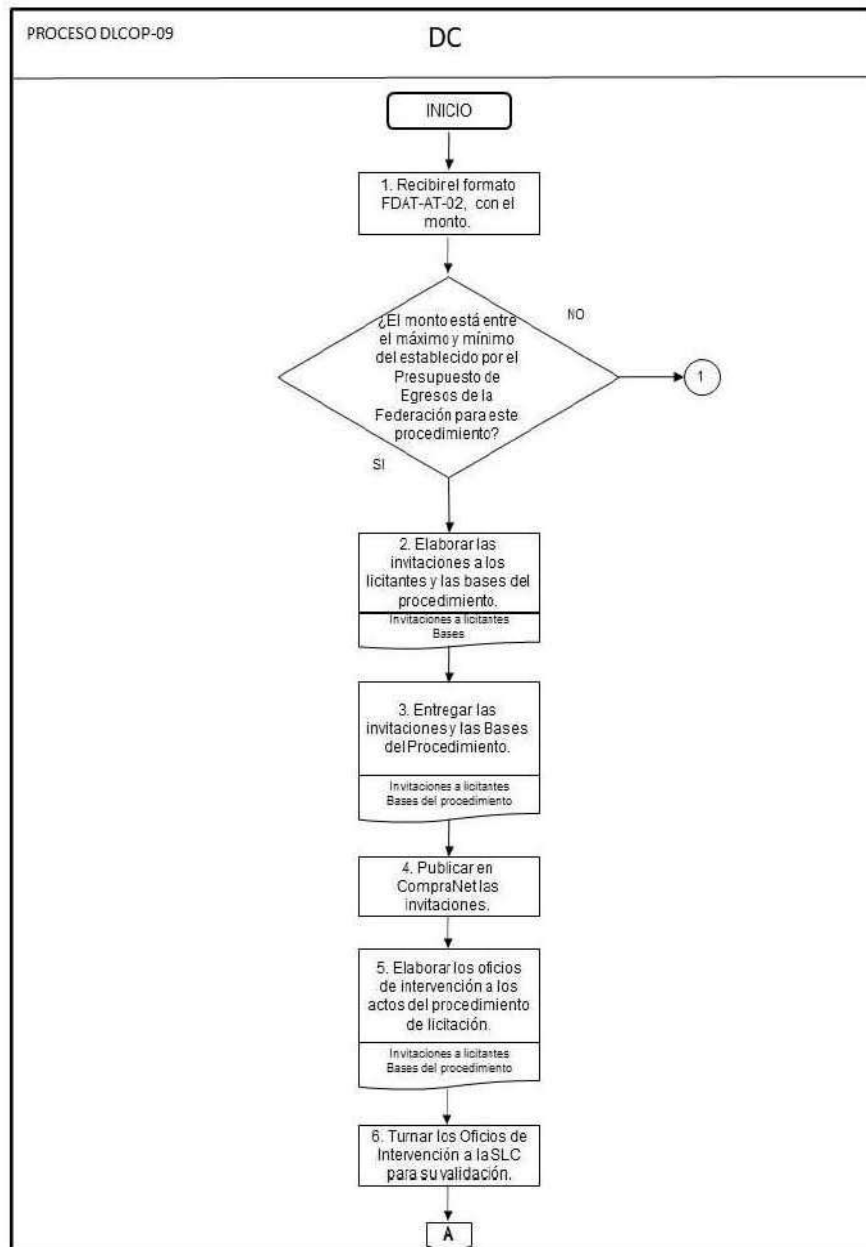 PROCESO DLCOP-09
DC
INICIO
1. Recibir el formato
FDAT-AT-02, con el
monto.
¿El monto está entre
el máximo y mínimo
del establecido por el
Presupuesto de
Egresos de la
Federación para este
procedimiento?
NO
1
SI
2. Elaborar las
invitaciones a los
licitantes y las bases del
procedimiento.
Invitaciones a licitantes
Bases
3. Entregar las
invitaciones y las Bases
del Procedimiento.
Invitaciones a licitantes
Bases del procedimiento
4. Publicar en
CompraNet las
invitaciones.
5. Elaborar los oficios
de intervención a los
actos del procedimiento
de licitación.
Invitaciones a licitantes
Bases del procedimiento
6. Turnar los Oficios de
Intervención a la SLC
para su validación.
A